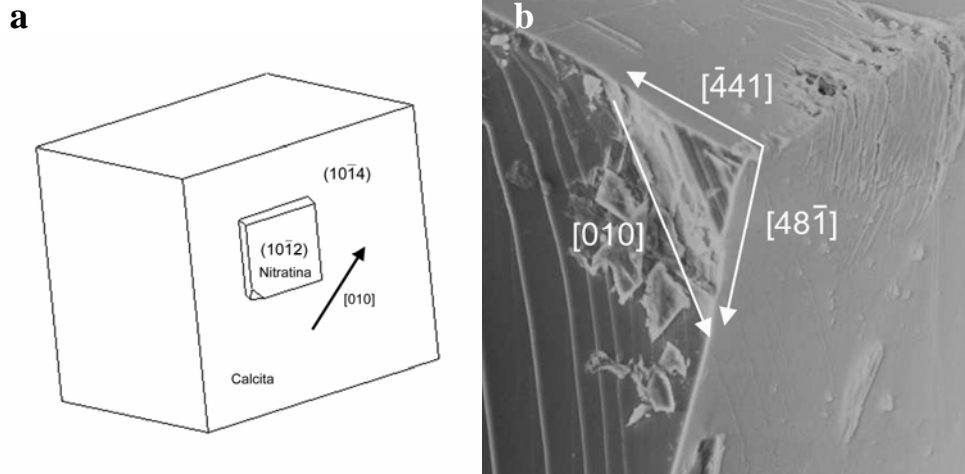 a
(101̄4)
(101̄2)
Nitratina
[010]
Calcita
b
[4̄41]
[010]
[481̄]